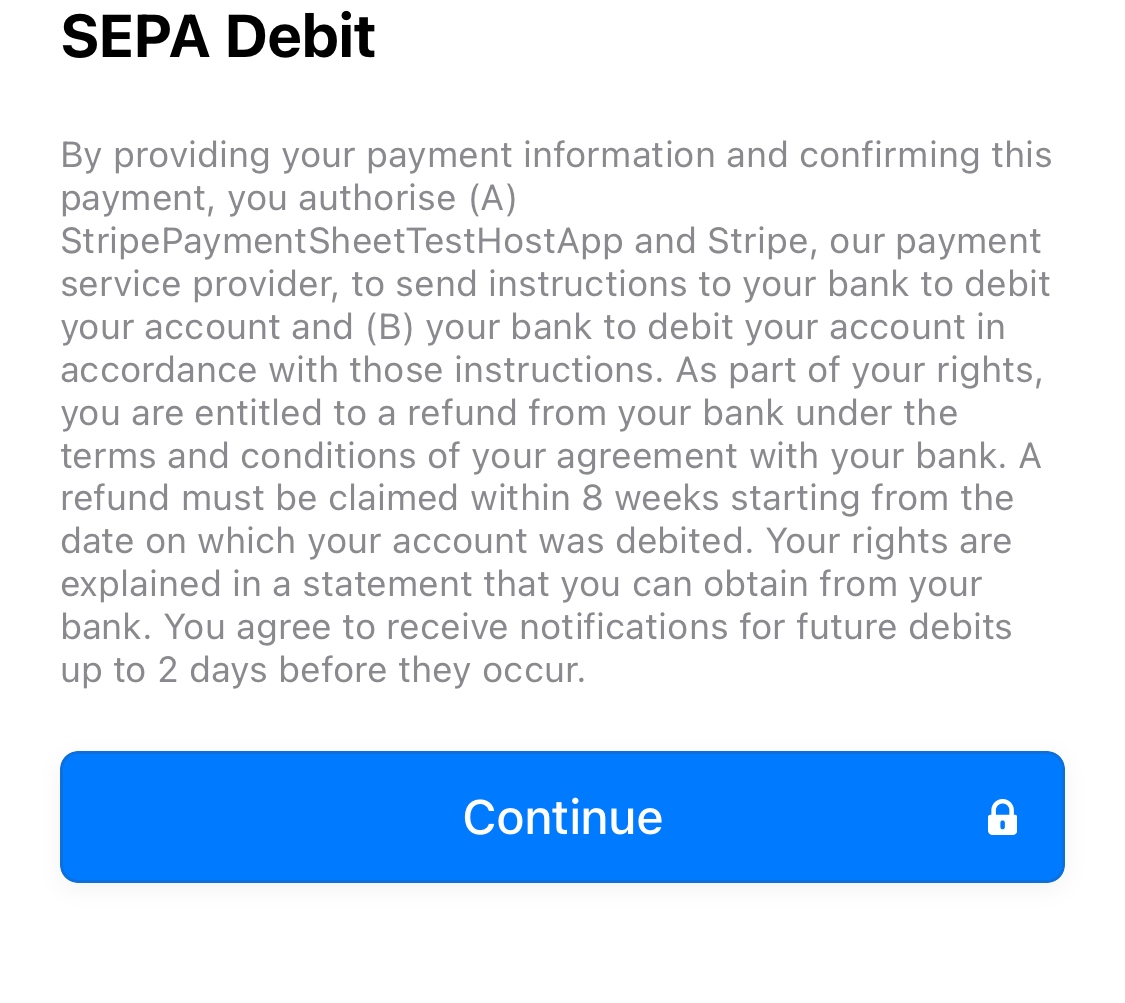 SEPA Debit
By providing your payment information and confirming this
payment, you authorise (A)
StripePaymentSheetTestHostApp and Stripe, our payment
service provider, to send instructions to your bank to debit
your account and (B) your bank to debit your account in
accordance with those instructions. As part of your rights,
you are entitled to a refund from your bank under the
terms and conditions of your agreement with your bank. A
refund must be claimed within 8 weeks starting from the
date on which your account was debited. Your rights are
explained in a statement that you can obtain from your
bank. You agree to receive notifications for future debits
up to 2 days before they occur.
Continue